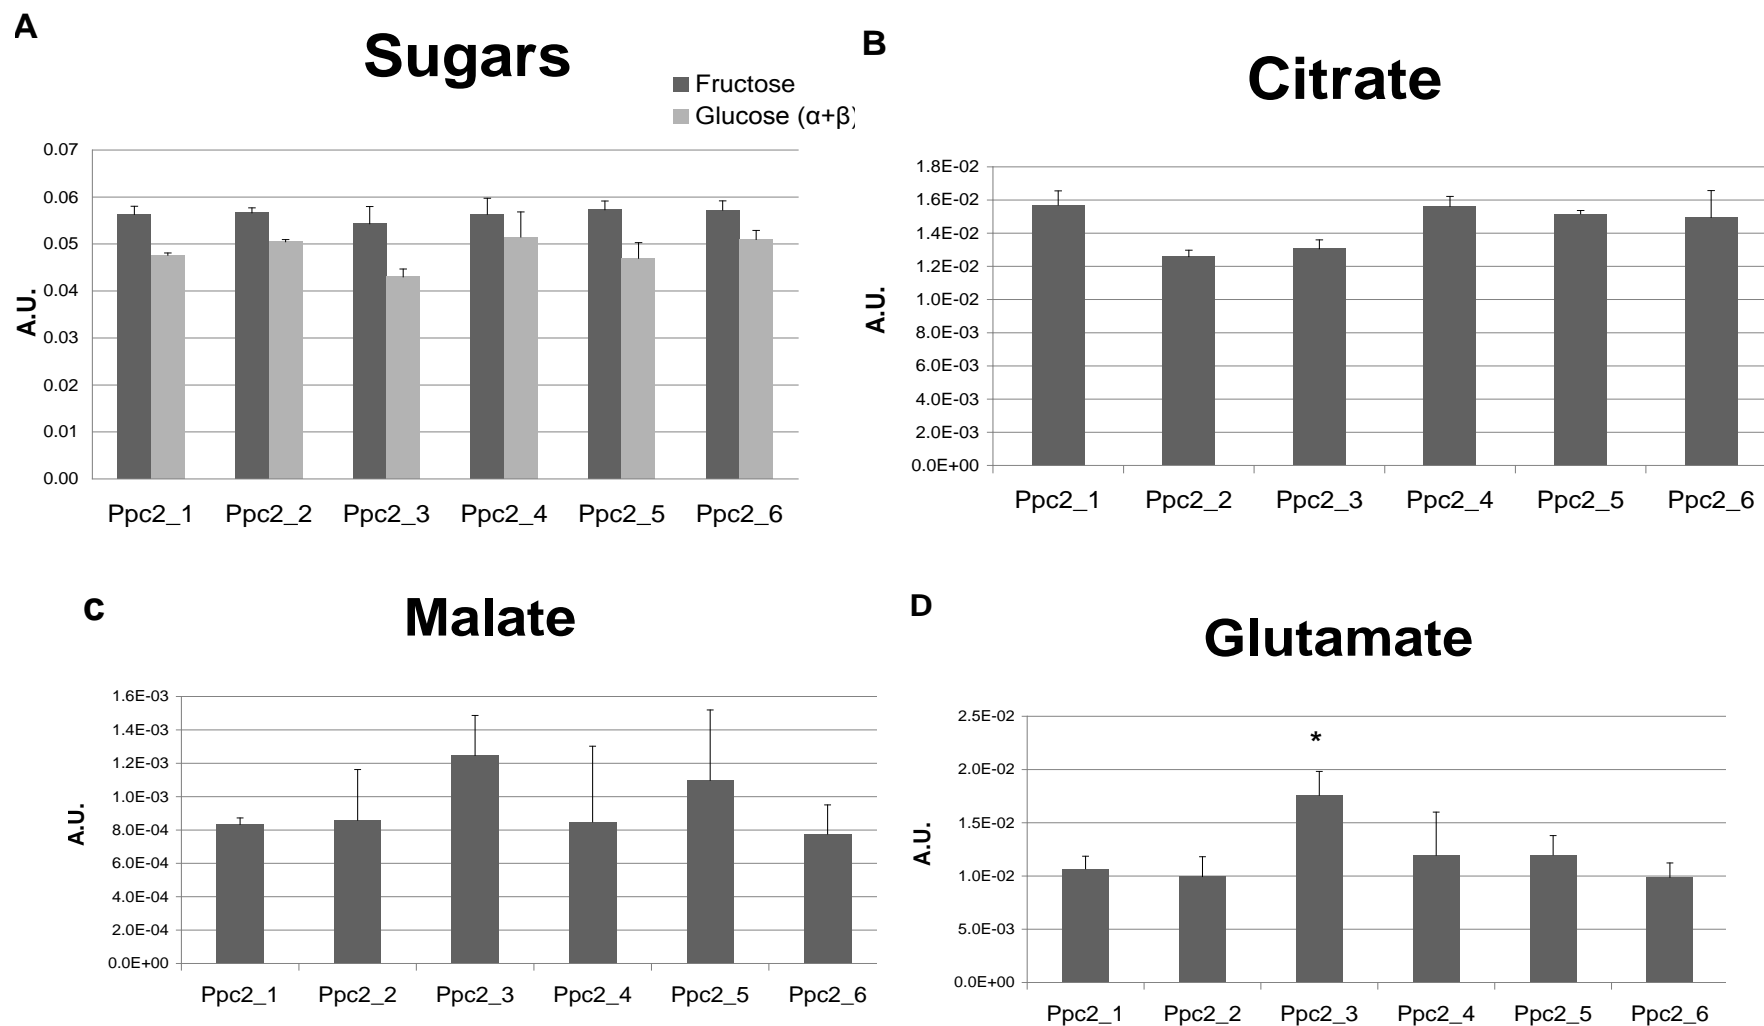 A
Sugars
Fructose
Glucose (α+β)
0.07
0.06
0.05
0.04
0.03
0.02
0.01
0.00
A.U.
Ppc2_1 Ppc2_2 Ppc2_3 Ppc2_4 Ppc2_5 Ppc2_6
B
Citrate
1.8E-02
1.6E-02
1.4E-02
1.2E-02
1.0E-02
8.0E-03
6.0E-03
4.0E-03
2.0E-03
0.0E+00
A.U.
Ppc2_1 Ppc2_2 Ppc2_3 Ppc2_4 Ppc2_5 Ppc2_6
c
Malate
1.6E-03
1.4E-03
1.2E-03
1.0E-03
8.0E-04
6.0E-04
4.0E-04
2.0E-04
0.0E+00
A.U.
Ppc2_1 Ppc2_2 Ppc2_3 Ppc2_4 Ppc2_5 Ppc2_6
D
Glutamate
2.5E-02
2.0E-02
1.5E-02
1.0E-02
5.0E-03
0.0E+00
A.U.
*
Ppc2_1 Ppc2_2 Ppc2_3 Ppc2_4 Ppc2_5 Ppc2_6